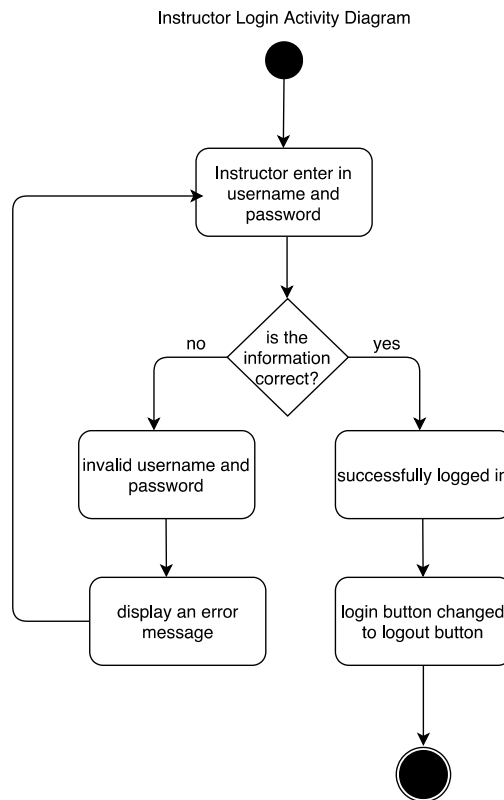 Instructor Login Activity Diagram
Instructor enter in
username and
password
is the
information
correct?
no
yes
invalid username and
password
successfully logged in
display an error
message
login button changed
to logout button